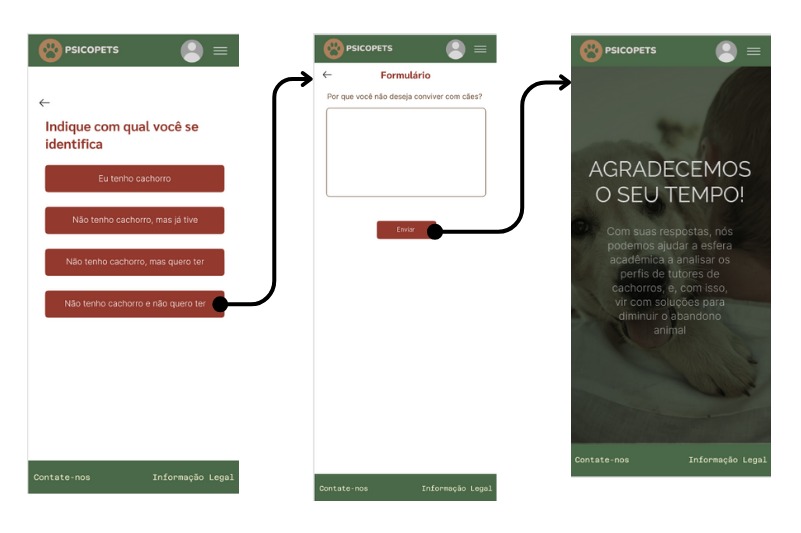 PSICOPETS
Indique com qual você se
identifica
Eu tenho cachorro
Não tenho cachorro, mas já tive
Não tenho cachorro, mas quero ter
Não tenho cachorro e não quero ter
Contate-nos
Informação Legal
PSICOPETS
Formulário
Por que você não deseja conviver com cães?
Enviar
Contate-nos
Informação Legal
PSICOPETS
AGRADECEMOS
O SEU TEMPO!
Com suas respostas, nós
podemos ajudar a esfera
acadêmica a analisar os
perfis de tutores de
cachorros, e, com isso,
vir com soluções para
diminuir o abandono
animal
Contate-nos
Informação Legal